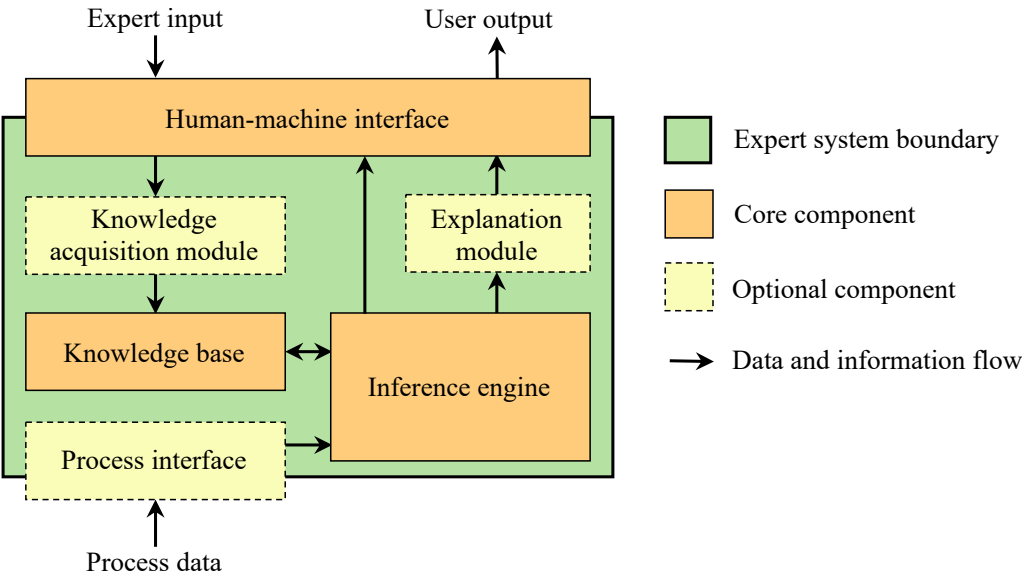 Expert input
User output
Human-machine interface
Knowledge
acquisition module
Explanation
module
Knowledge base
Inference engine
Process interface
Process data
Expert system boundary
Core component
Optional component
Data and information flow